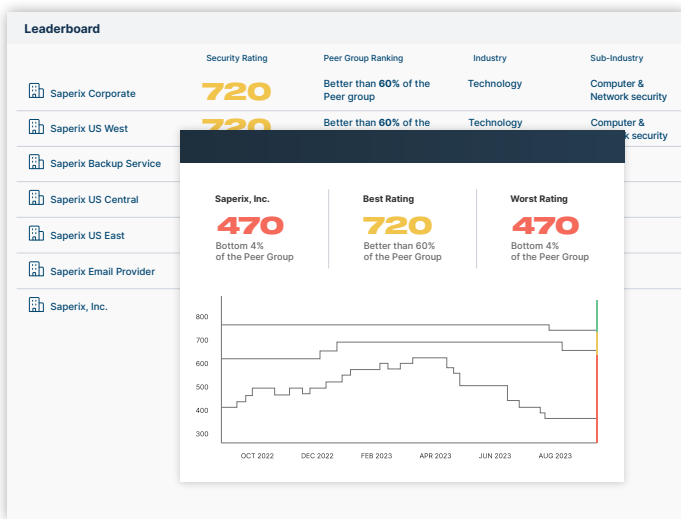 Leaderboard
Security Rating Peer Group Ranking Industry Sub-Industry
Saperix Corporate 720 Better than 60% of the Technology Computer &
Peer group Network security
Saperix US West 720 Better than 60% of the Technology Computer &
security
Saperix Backup Service
Saperix US Central
Saperix US East
Saperix Email Provider
Saperix, Inc.
Saperix, Inc. Best Rating Worst Rating
470 720 470
Bottom 4% Better than 60% Bottom 4%
of the Peer Group of the Peer Group of the Peer Group
800
700
600
500
400
300
OCT 2022 DEC 2022 FEB 2023 APR 2023 JUN 2023 AUG 2023